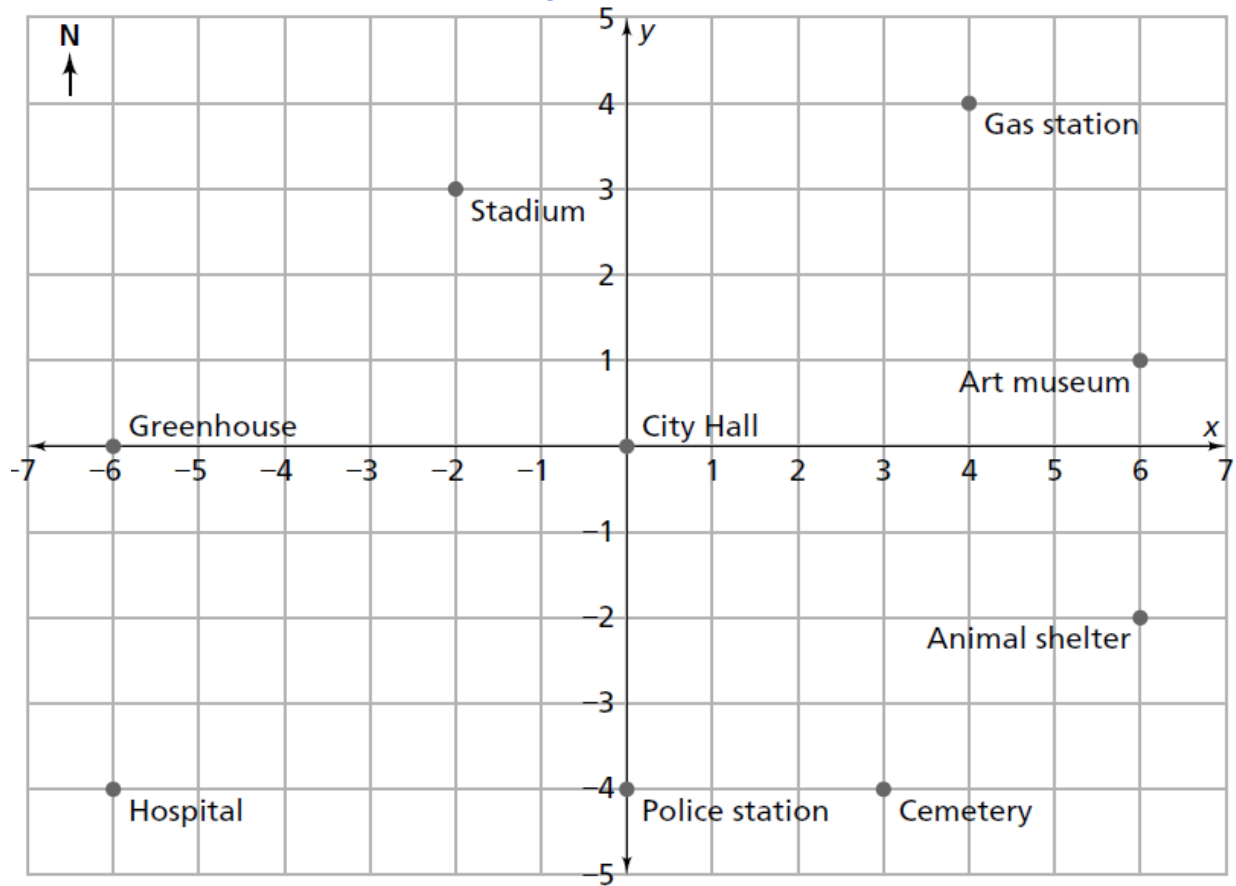 5
y
N
4
Gas station
3
Stadium
2
1
Art museum
Greenhouse
City Hall
x
-7 −6 −5 −4 −3 −2 −1 1 2 3 4 5 6 7
−1
−2
Animal shelter
−3
−4
Hospital
Police station
Cemetery
−5